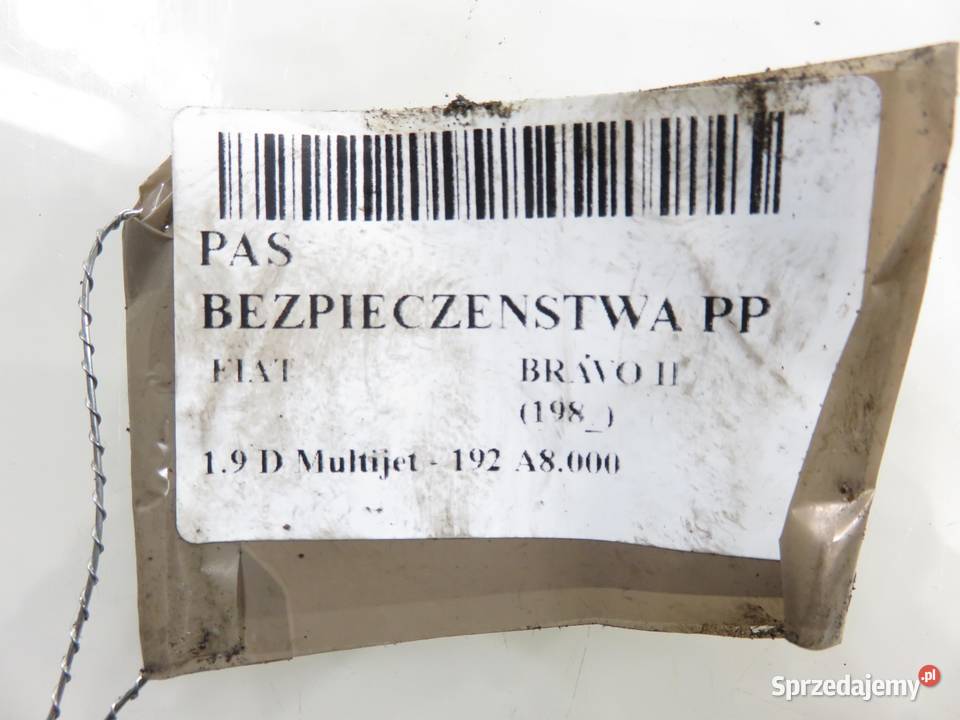 PAS
BEZPIECZENSTWA PP
FIAT BRAVO II
(198_)
1.9 D Multijet - 192 A8.000
Sprzedajemy.pl